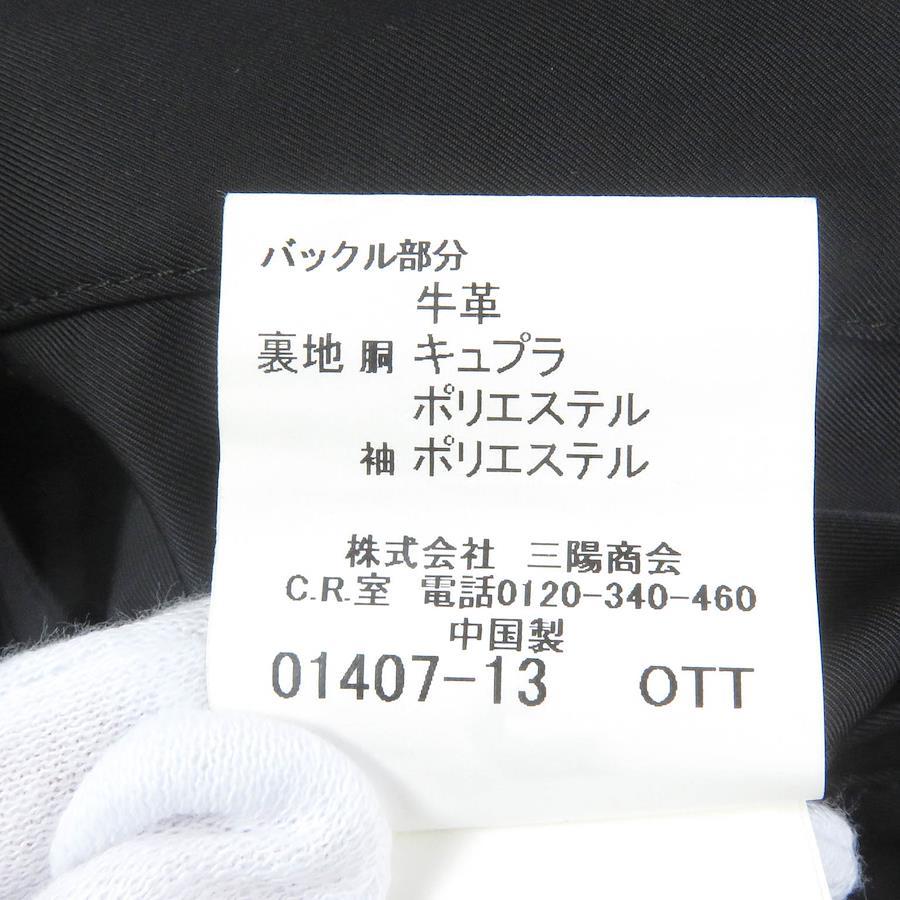 バックル部分
牛革
裏地 胴 キュプラ
ポリエステル
袖 ポリエステル
株式会社 三陽商会
C.R.室 電話0120-340-460
中国製
01407-13 OTT